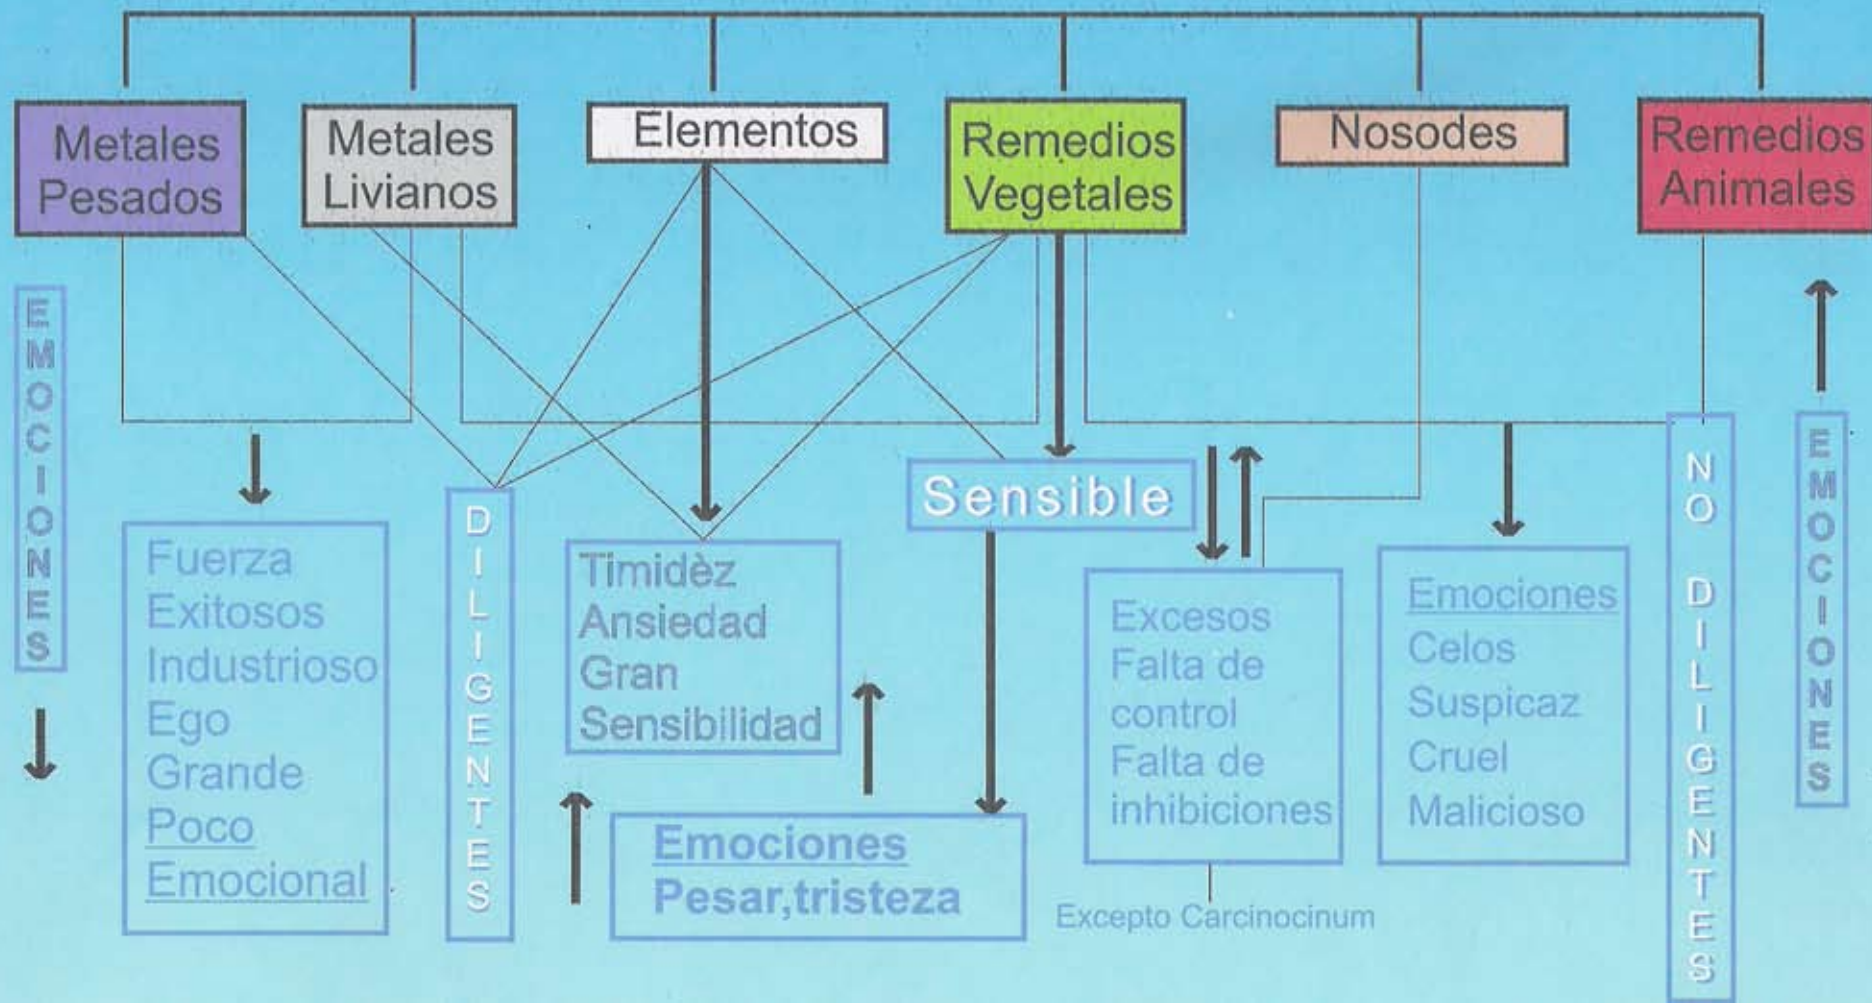 Metales
Pesados
Metales
Livianos
Elementos
Remedios
Vegetales
Nosodes
Remedios
Animales
EMOCIONES
Fuerza
Exitosos
Industrioso
Ego
Grande
Poco
Emocional
DILIGENTES
Timidèz
Ansiedad
Gran
Sensibilidad
Sensible
Emociones
Pesar,tristeza
Excesos
Falta de
control
Falta de
inhibiciones
Excepto Carcinocinum
Emociones
Celos
Suspicaz
Cruel
Malicioso
NO DILIGENTES
EMOCIONES